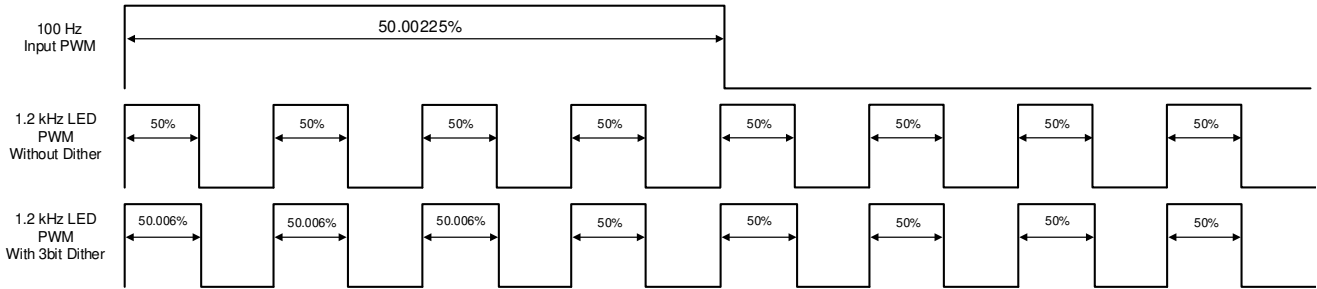 100 Hz
Input PWM
50.00225%
1.2 kHz LED
PWM
Without Dither
50% 50% 50% 50% 50% 50% 50% 50%
1.2 kHz LED
PWM
With 3bit Dither
50.006% 50.006% 50.006% 50% 50% 50% 50% 50%